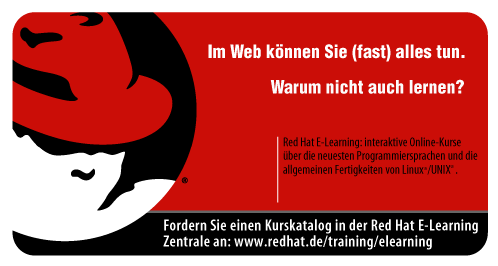 Im Web können Sie (fast) alles tun.
Warum nicht auch lernen?
Red Hat E-Learning: interaktive Online-Kurse
über die neuesten Programmiersprachen und die
allgemeinen Fertigkeiten von Linux®/UNIX®.
®
Fordern Sie einen Kurskatalog in der Red Hat E-Learning
Zentrale an: www.redhat.de/training/elearning